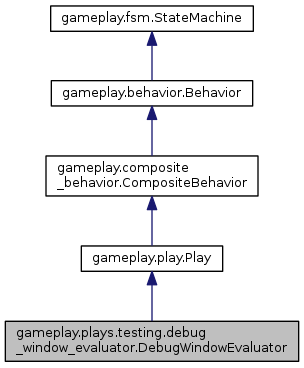 gameplay.fsm.StateMachine
gameplay.behavior.Behavior
gameplay.composite
_behavior.CompositeBehavior
gameplay.play.Play
gameplay.plays.testing.debug
_window_evaluator.DebugWindowEvaluator